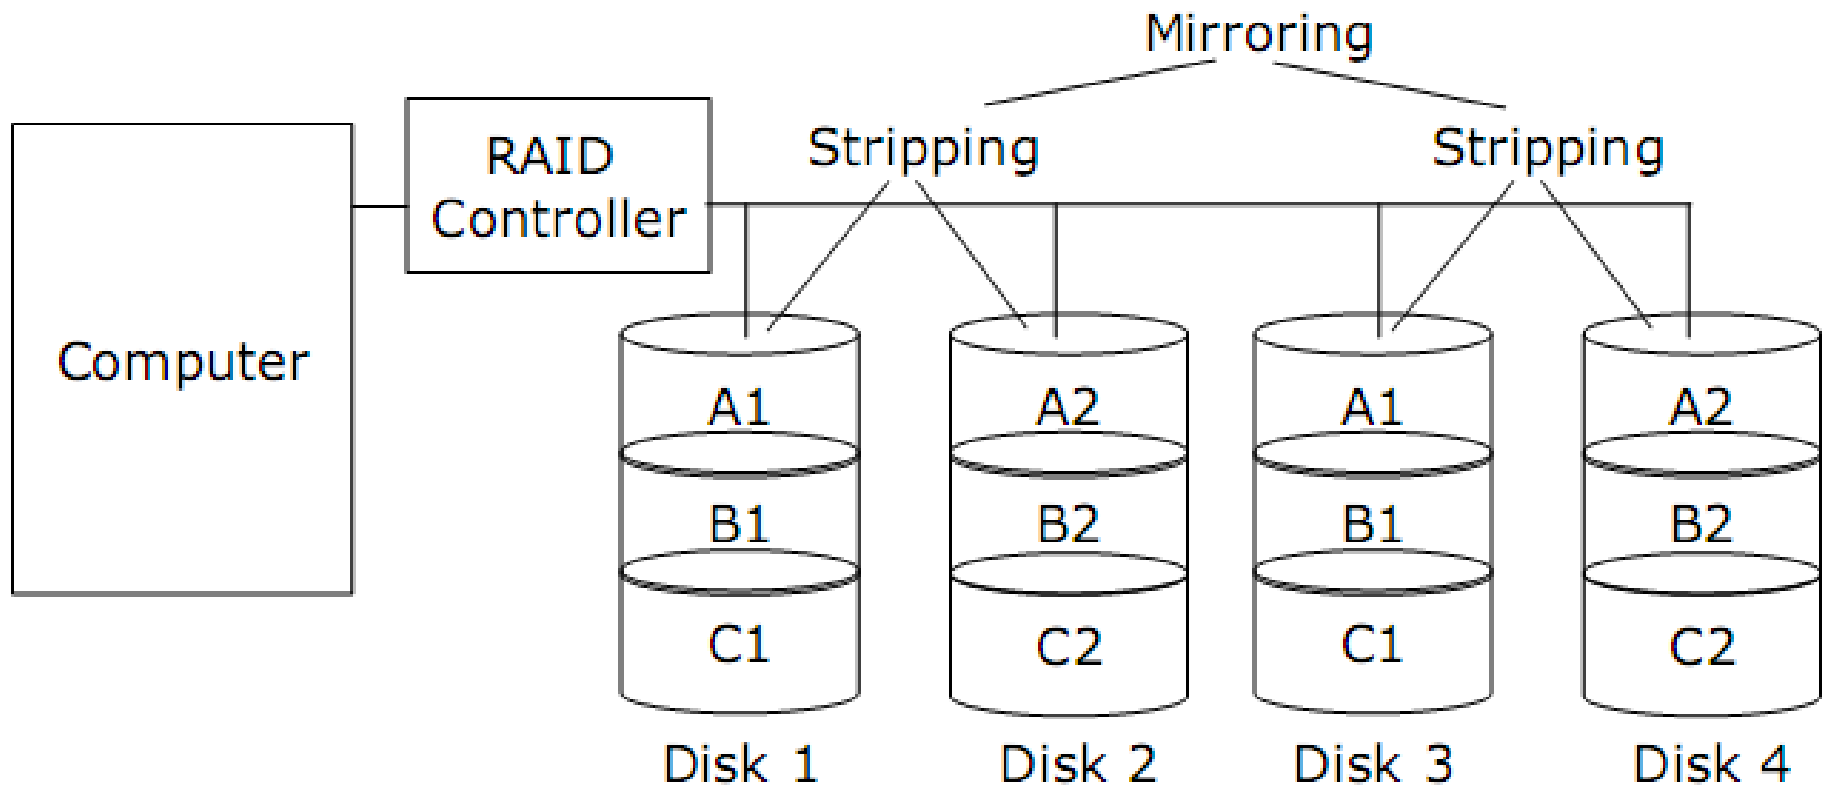 Mirroring
Stripping
Stripping
RAID
Controller
Computer
A1
A2
A1
A2
B1
B2
B1
B2
C1
C2
C1
C2
Disk 1
Disk 2
Disk 3
Disk 4